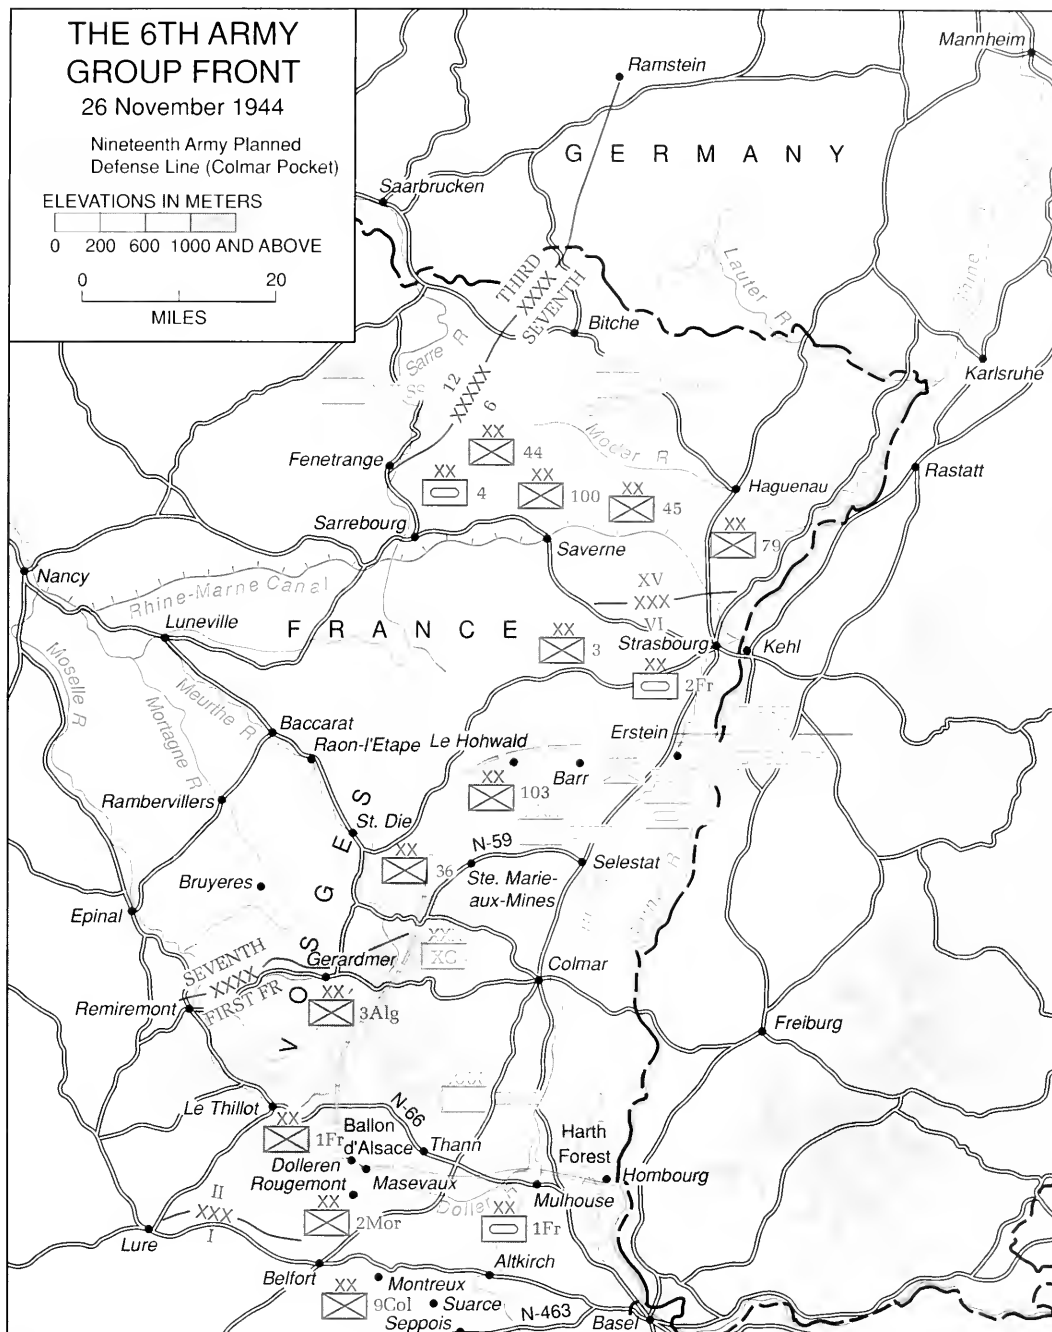 THE 6TH ARMY
GROUP FRONT
26 November 1944
Nineteenth Army Planned
Defense Line (Colmar Pocket)
ELEVATIONS IN METERS
0 200 600 1000 AND ABOVE
0 20
MILES
Mannheim
Ramstein
GERMANY
Saarbrucken
Lauter R
THIRD
XXXX
SEVENTH
Bitche
Sarre R
Karlsruhe
12
XXXXX
6
XX
44
Moder R
Fenetrange
Rastatt
XX
4
XX
100
XX
45
Haguenau
Sarrebourg
Saverne
XX
79
Nancy
Rhine-Marne Canal
XV
XXX
VI
Luneville
FRANCE
XX
3
Strasbourg
Kehl
Moselle R
Meurthe R
Mortagne R
XX
2Fr
Baccarat
Raon-l'Etape
Le Hohwald
Erstein
Barr
XX
103
Rambervillers
St. Die
VOSGES
N-59
XX
36
Selestat
Ste. Marie-
aux-Mines
Bruyeres
Epinal
SEVENTH
XXXX
FIRST FR
Gerardmer
Colmar
Remiremont
XX
3Alg
Freiburg
Le Thillot
N-66
XX
1Fr
Ballon
d'Alsace
Thann
Harth
Forest
Dolleren
Rougemont
Masevaux
Hombourg
Doller R
Mulhouse
II
XXX
I
XX
2Mor
XX
1Fr
Lure
Belfort
Altkirch
Montreux
XX
9Col
Suarce
Seppois
N-463
Basel